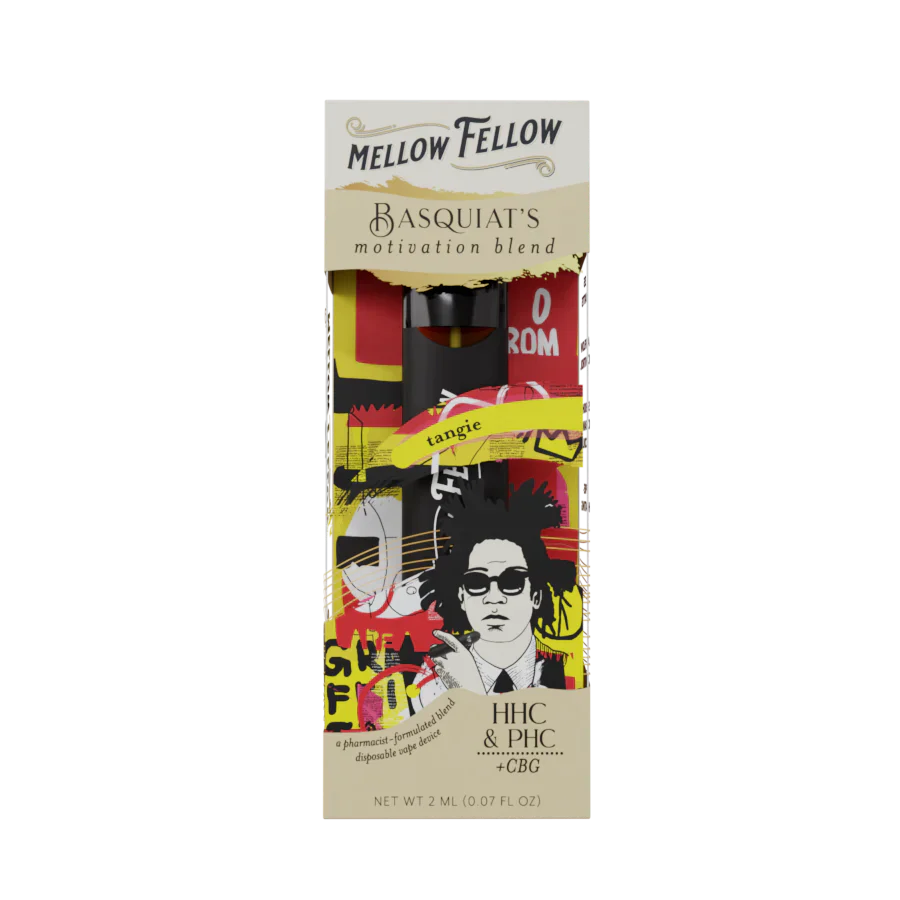 MELLOW FELLOW
BASQUIAT'S
motivation blend
O
ROM
tangie
a pharmacist-formulated blend
disposable vape device
HHC
& PHC
+CBG
NET WT 2 ML (0.07 FL OZ)